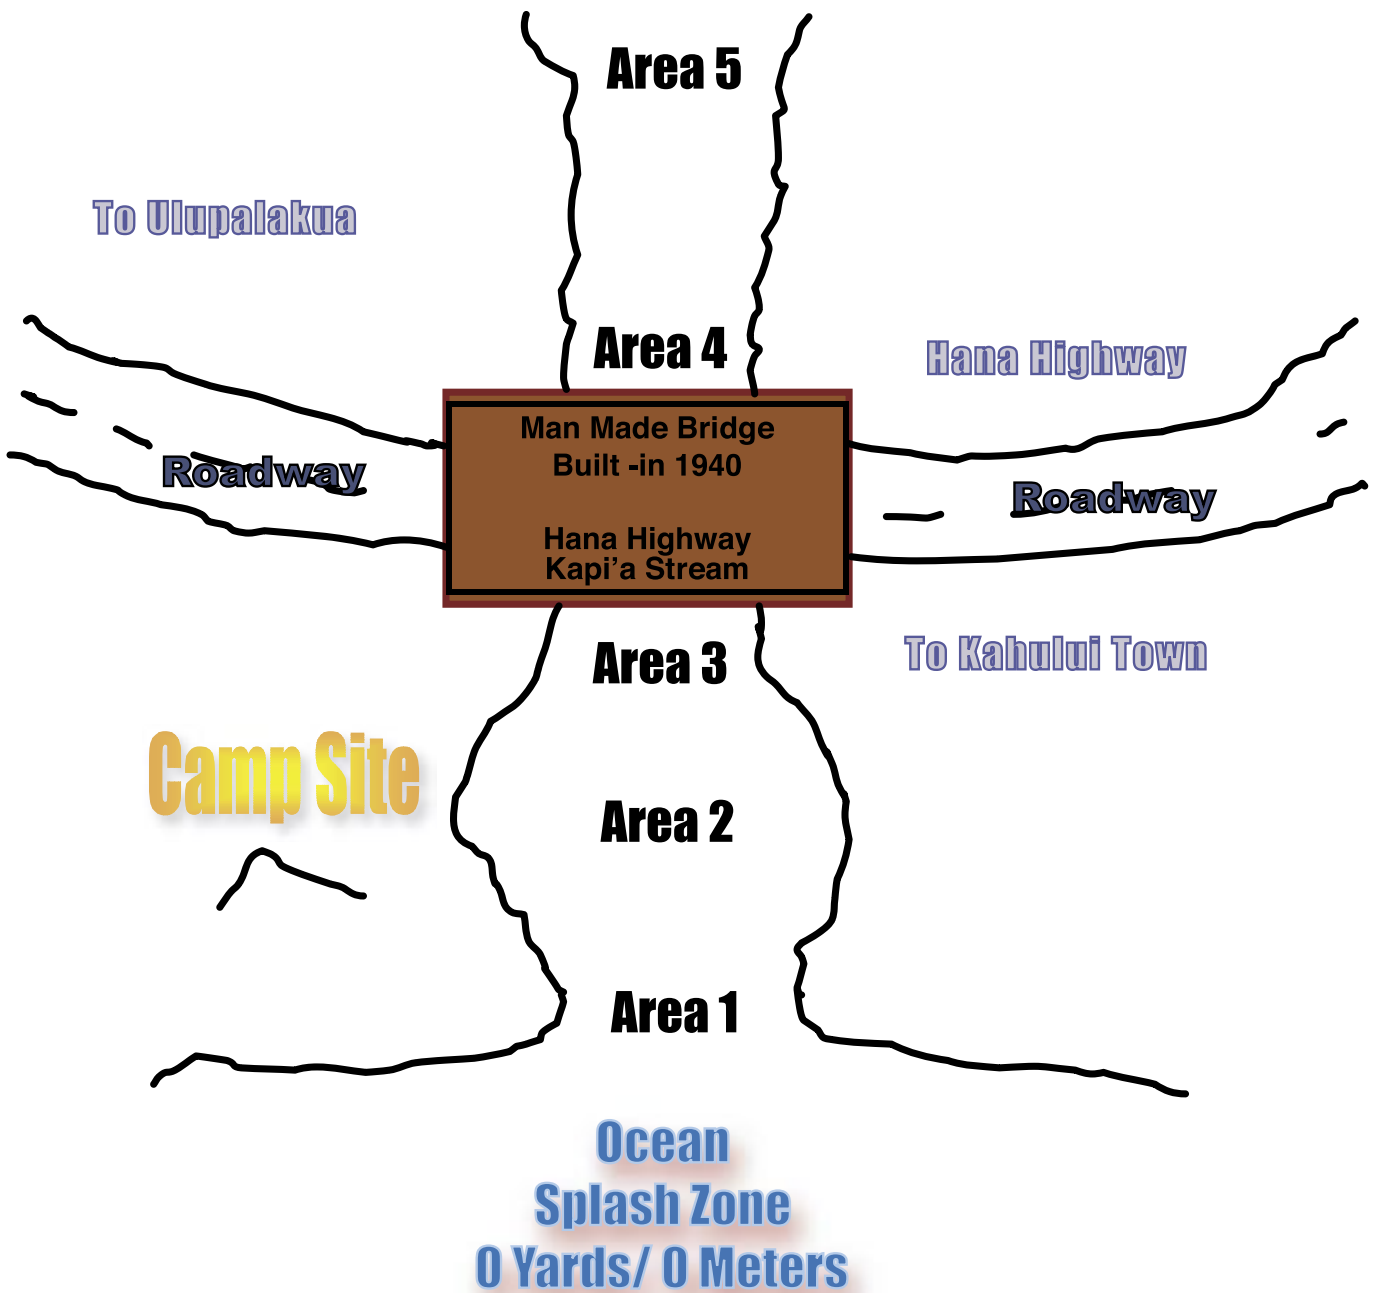 Area 5
To Ulupalakua
Area 4
Hana Highway
Man Made Bridge
Built -in 1940
Hana Highway
Kapi’a Stream
Roadway
Roadway
Area 3
To Kahului Town
Camp Site
Area 2
Area 1
Ocean
Splash Zone
0 Yards/ 0 Meters